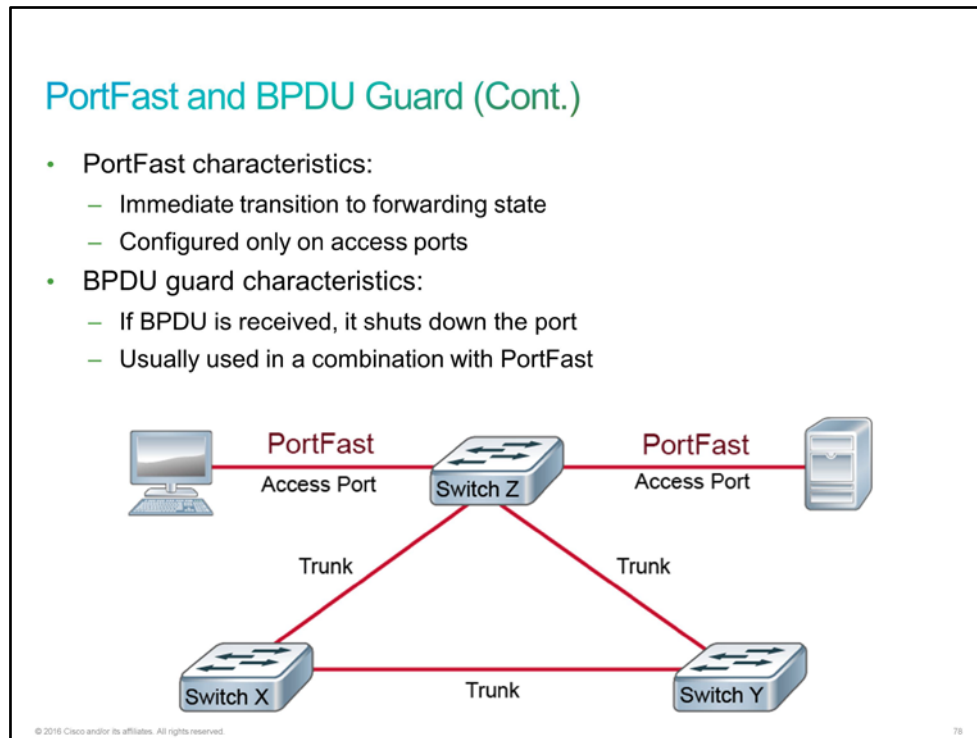 PortFast and BPDU Guard (Cont.)
• PortFast characteristics:
– Immediate transition to forwarding state
– Configured only on access ports
• BPDU guard characteristics:
– If BPDU is received, it shuts down the port
– Usually used in a combination with PortFast
PortFast
Access Port
Switch Z
PortFast
Access Port
Trunk
Trunk
Switch X
Trunk
Switch Y
© 2016 Cisco and/or its affiliates. All rights reserved.
78